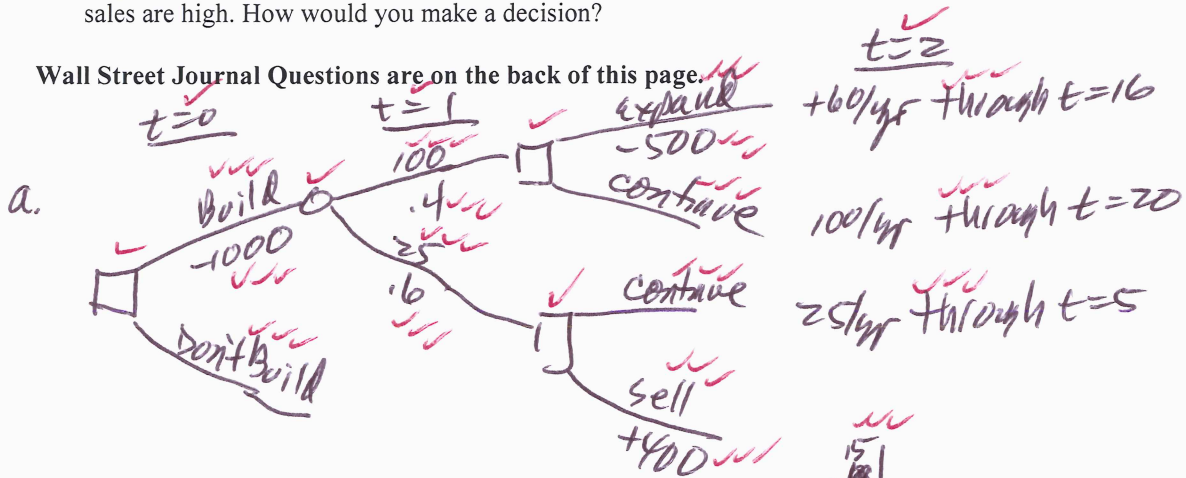 sales are high. How would you make a decision?
Wall Street Journal Questions are on the back of this page.
t=2
t=0
t=1
expand
+60/yr through t=16
-500
100
Build
a.
.4
continue
100/yr through t=20
-1000
25
.6
continue
25/yr through t=5
Don't Build
sell
+400
15